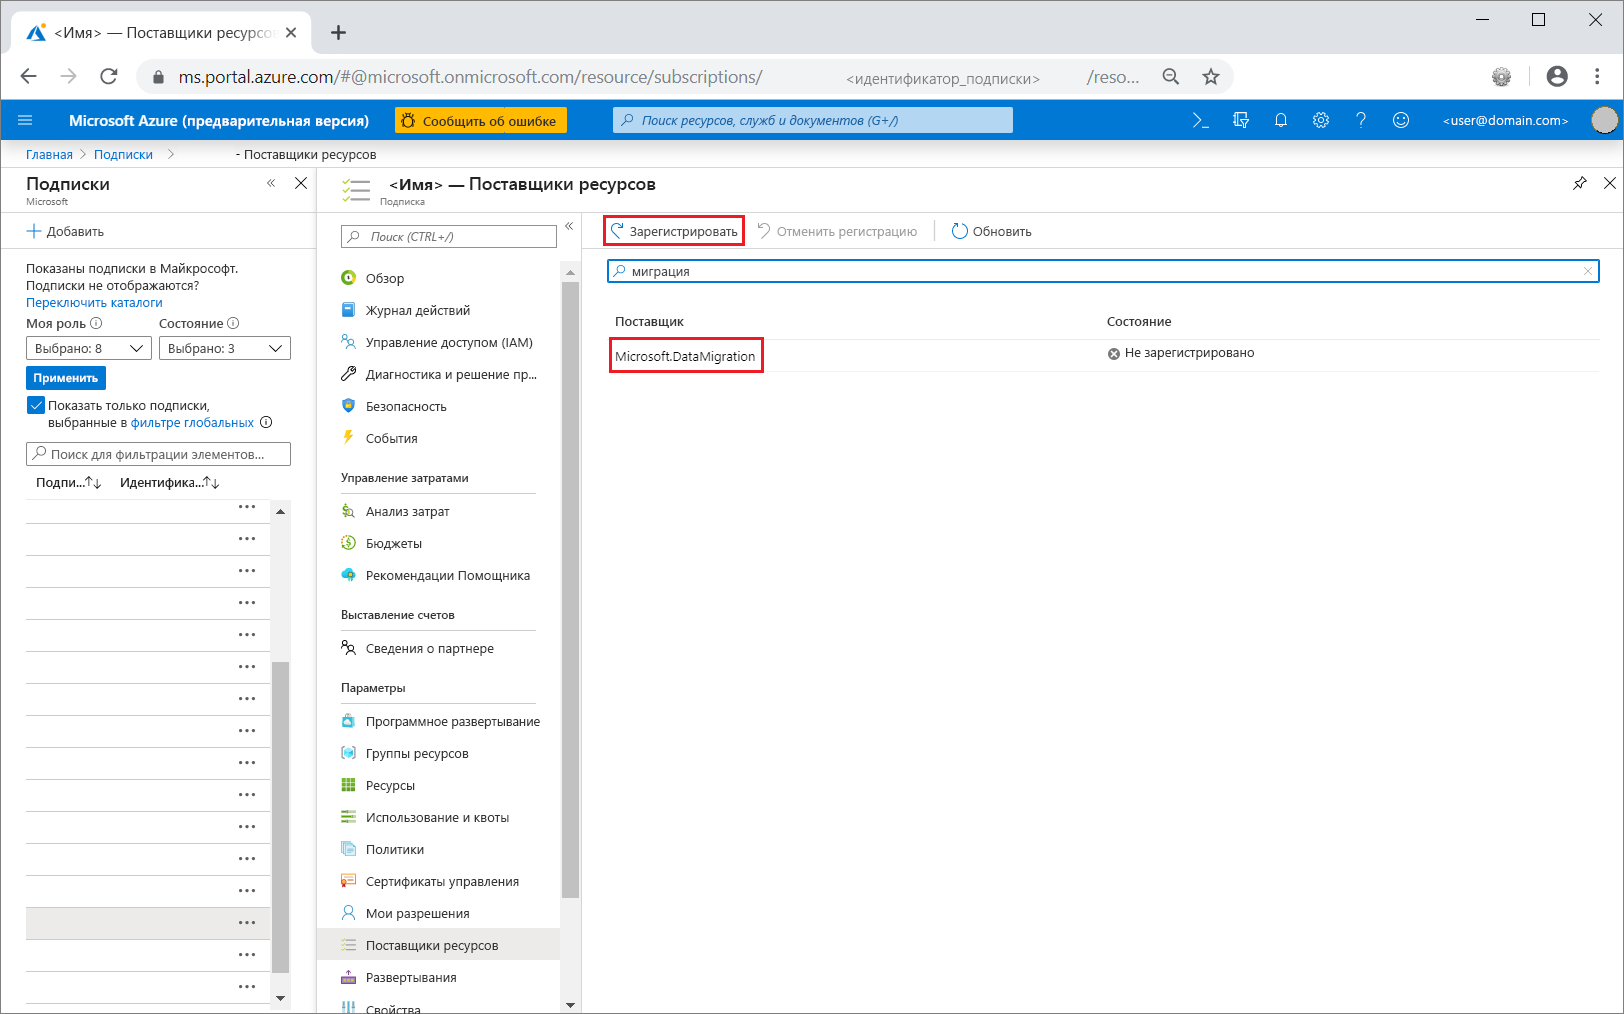 <Имя> — Поставщики ресурсо
ms.portal.azure.com/#@microsoft.onmicrosoft.com/resource/subscriptions/ <идентификатор_подписки> /reso...
Microsoft Azure (предварительная версия)
Сообщить об ошибке
Поиск ресурсов, служб и документов (G+/)
<user@domain.com>
Главная > Подписки > - Поставщики ресурсов
Подписки
Microsoft
Добавить
Показаны подписки в Майкрософт.
Подписки не отображаются?
Переключить каталоги
Моя роль
Состояние
Выбрано: 8
Выбрано: 3
Применить
Показать только подписки,
выбранные в фильтре глобальных
Поиск для фильтрации элементов...
Подпи...
Идентифика...
<Имя> — Поставщики ресурсов
Подписка
Поиск (CTRL+/)
Обзор
Журнал действий
Управление доступом (IAM)
Диагностика и решение пр...
Безопасность
События
Управление затратами
Анализ затрат
Бюджеты
Рекомендации Помощника
Выставление счетов
Сведения о партнере
Параметры
Программное развертывание
Группы ресурсов
Ресурсы
Использование и квоты
Политики
Сертификаты управления
Мои разрешения
Поставщики ресурсов
Развертывания
Свойства
Зарегистрировать
Отменить регистрацию
Обновить
миграция
Поставщик
Состояние
Microsoft.DataMigration
Не зарегистрировано